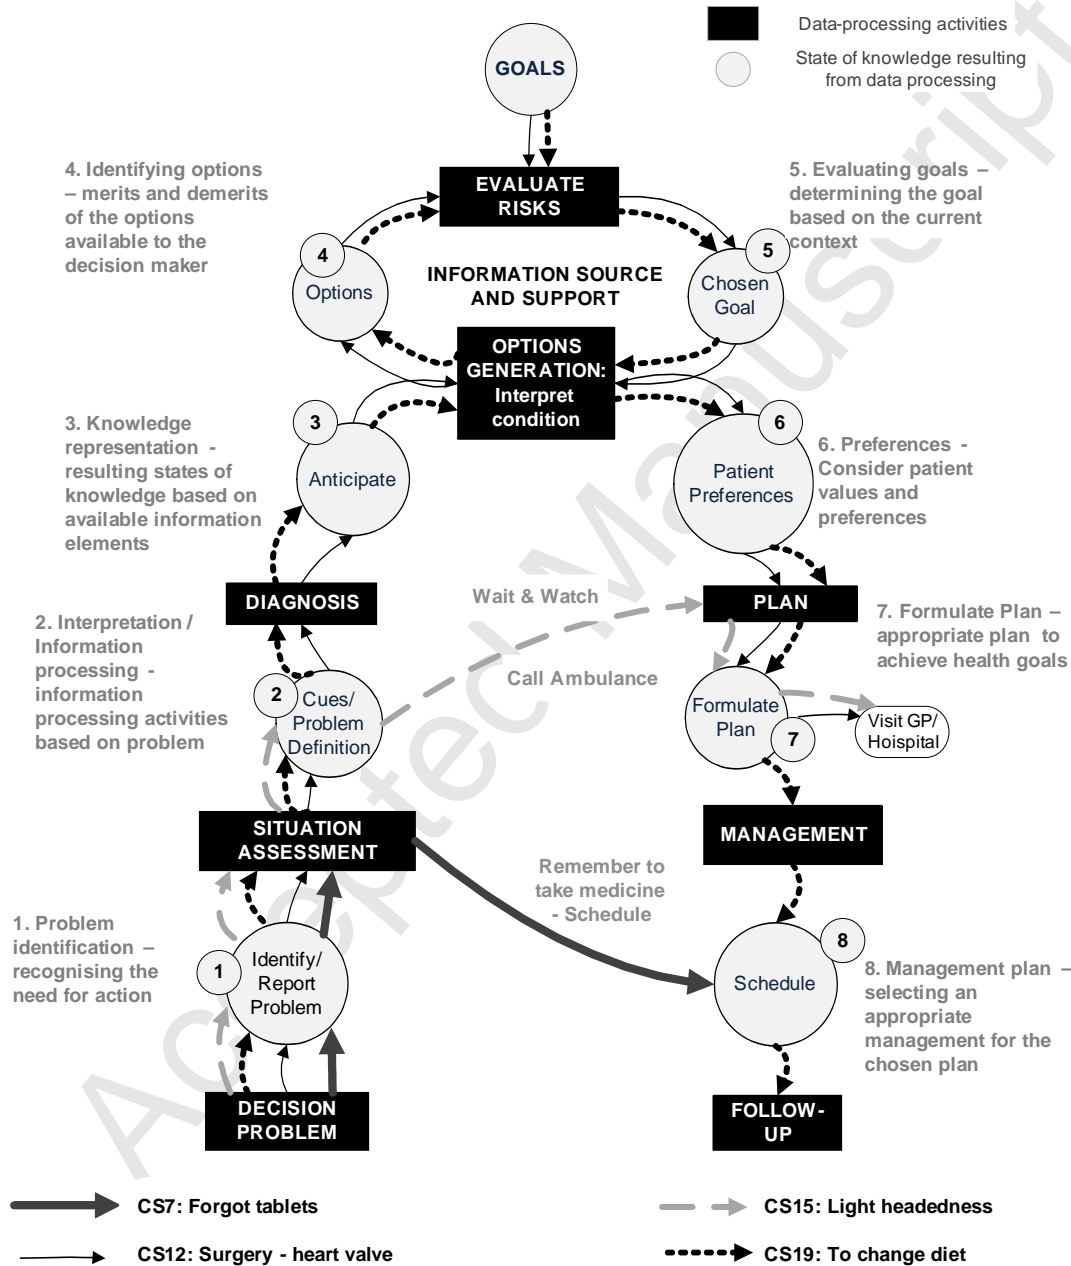 Data-processing activities
State of knowledge resulting
from data processing
GOALS
4. Identifying options
– merits and demerits
of the options
available to the
decision maker
EVALUATE
RISKS
5. Evaluating goals –
determining the goal
based on the current
context
4
Options
INFORMATION SOURCE
AND SUPPORT
5
Chosen
Goal
OPTIONS
GENERATION:
Interpret
condition
3. Knowledge
representation -
resulting states of
knowledge based on
available information
elements
3
Anticipate
6
Patient
Preferences
6. Preferences -
Consider patient
values and
preferences
DIAGNOSIS
Wait & Watch
PLAN
2. Interpretation /
Information
processing -
information
processing activities
based on problem
2
Cues/
Problem
Definition
Call Ambulance
7. Formulate Plan –
appropriate plan to
achieve health goals
Formulate
Plan
7
Visit GP/
Hoispital
SITUATION
ASSESSMENT
MANAGEMENT
Remember to
take medicine
- Schedule
1. Problem
identification –
recognising the
need for action
1
Identify/
Report
Problem
8
Schedule
8. Management plan –
selecting an
appropriate
management for the
chosen plan
DECISION
PROBLEM
FOLLOW-
UP
CS7: Forgot tablets
CS15: Light headedness
CS12: Surgery - heart valve
CS19: To change diet
Accepted Manuscript